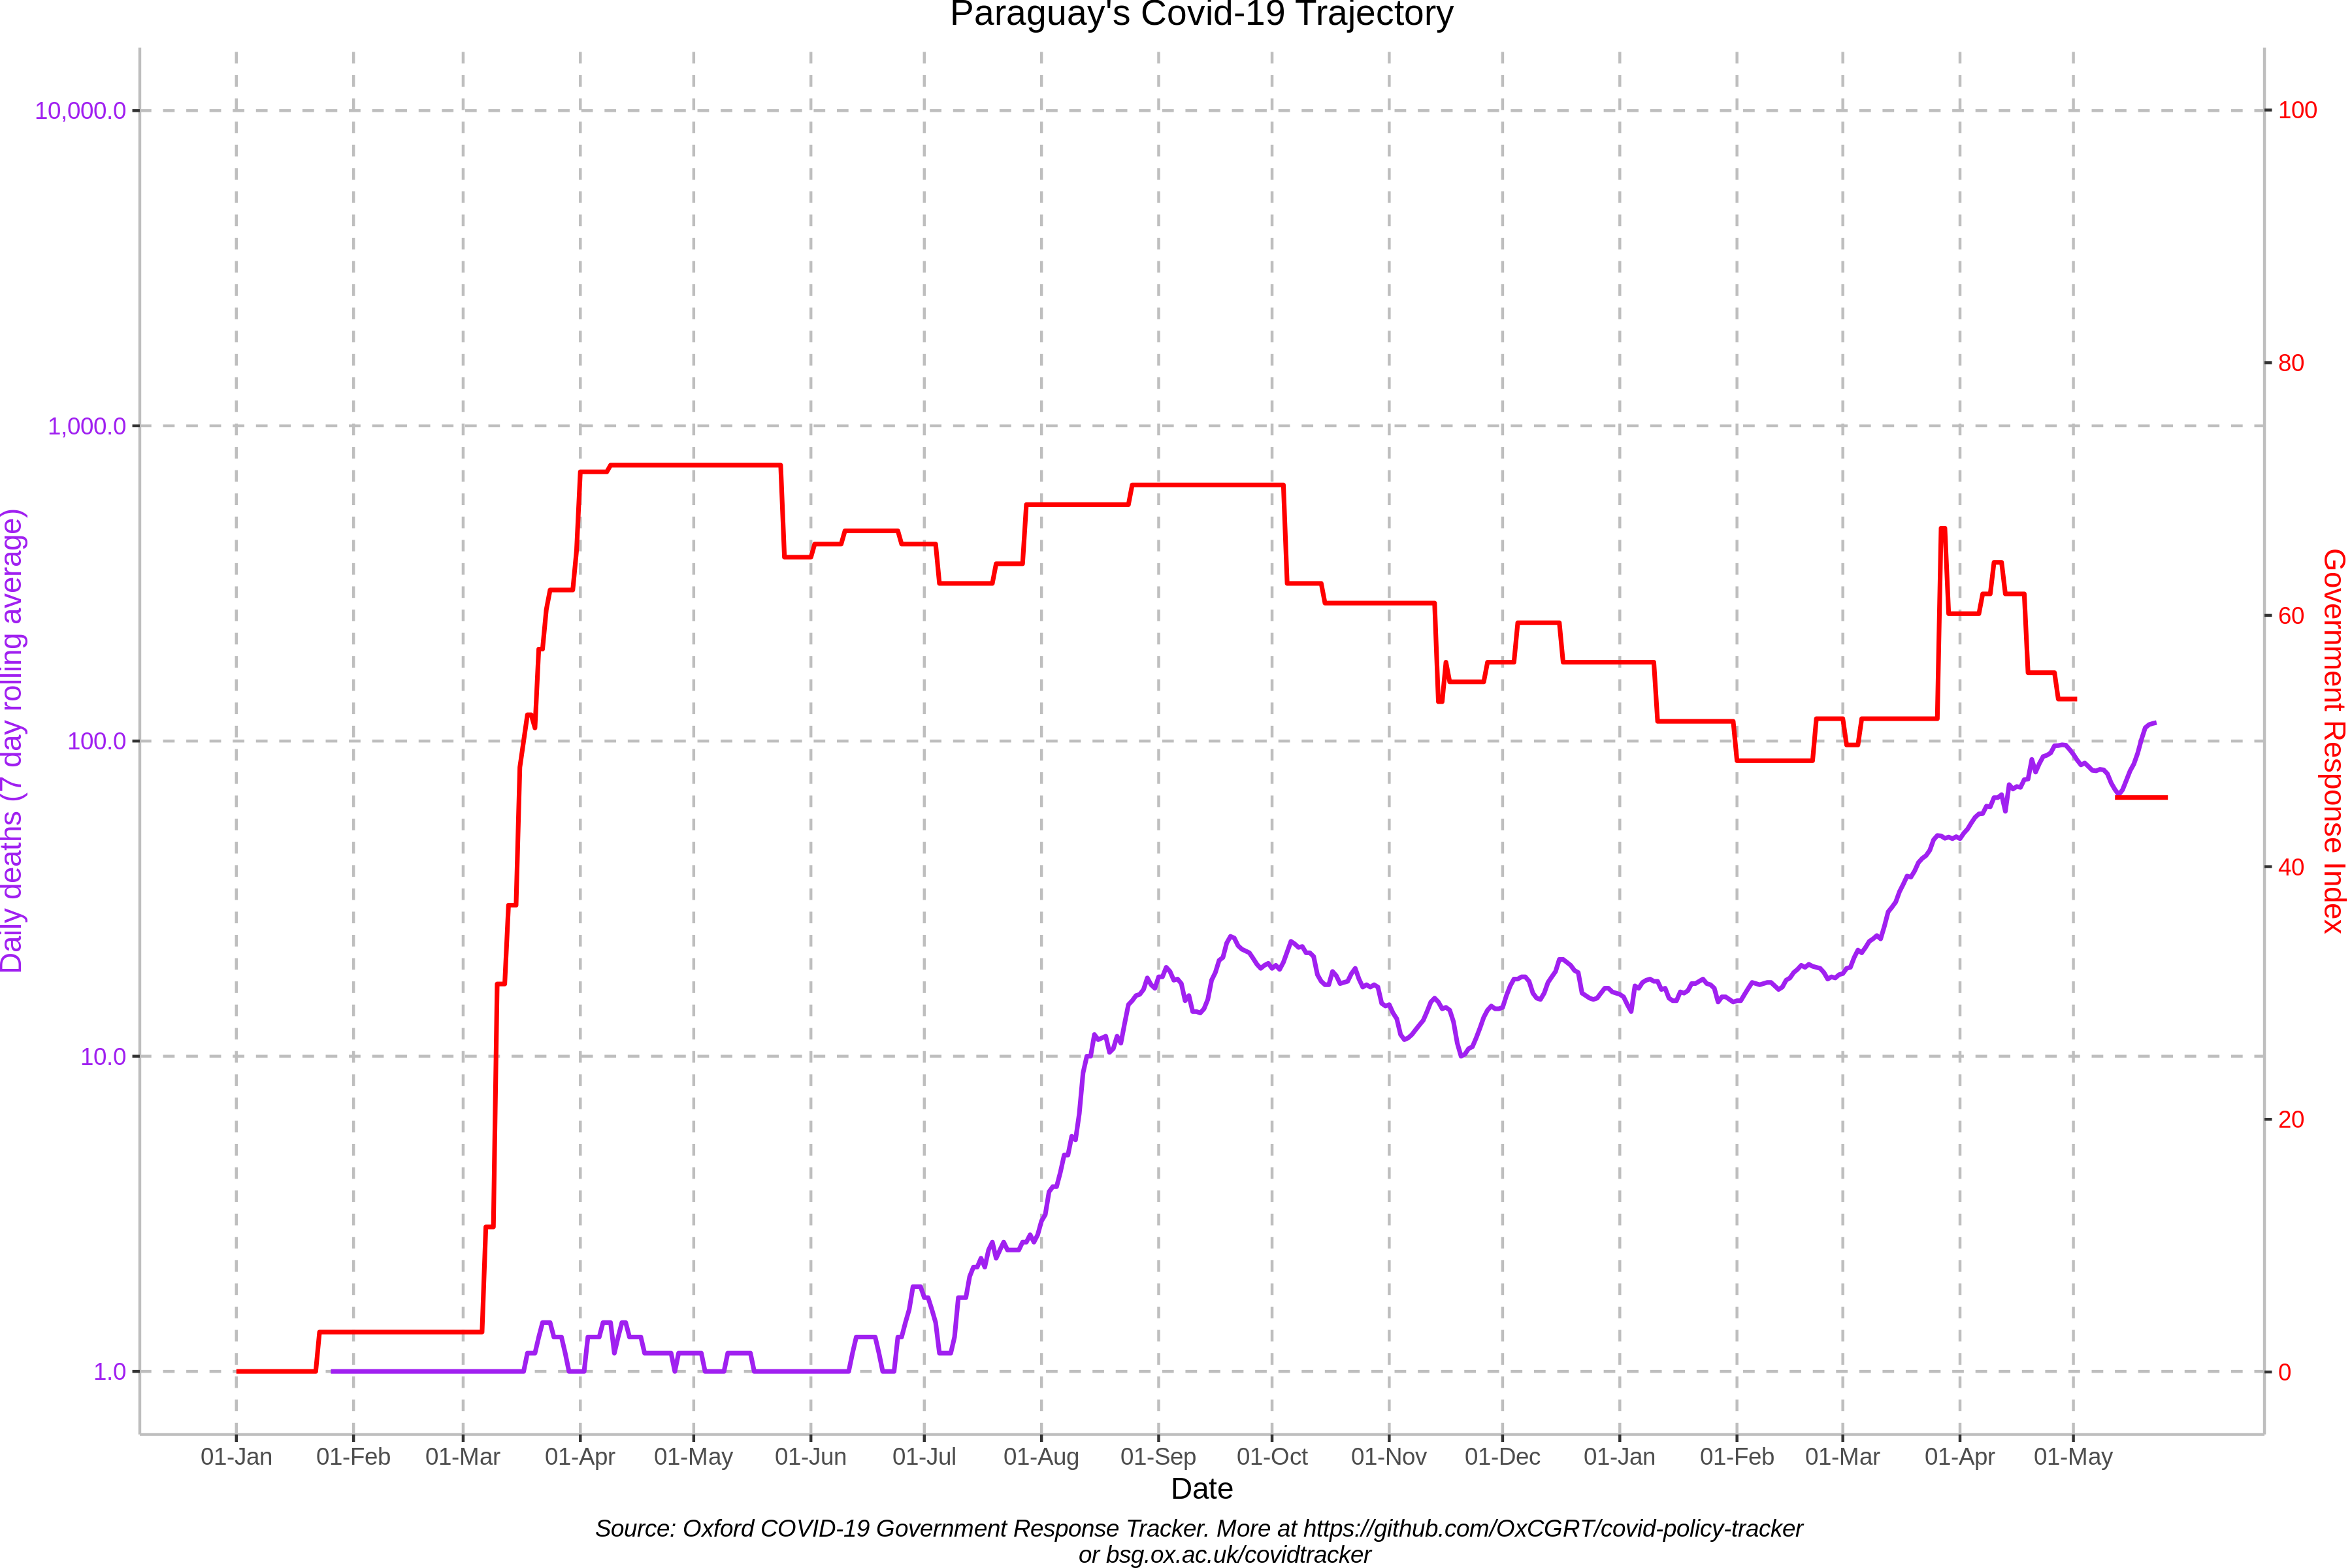 Paraguay's Covid-19 Trajectory
10,000.0
1,000.0
100.0
10.0
1.0
Daily deaths (7 day rolling average)
100
80
60
40
20
0
Government Response Index
01-Jan 01-Feb 01-Mar 01-Apr 01-May 01-Jun 01-Jul 01-Aug 01-Sep 01-Oct 01-Nov 01-Dec 01-Jan 01-Feb 01-Mar 01-Apr 01-May
Date
Source: Oxford COVID-19 Government Response Tracker. More at https://github.com/OxCGRT/covid-policy-tracker
or bsg.ox.ac.uk/covidtracker